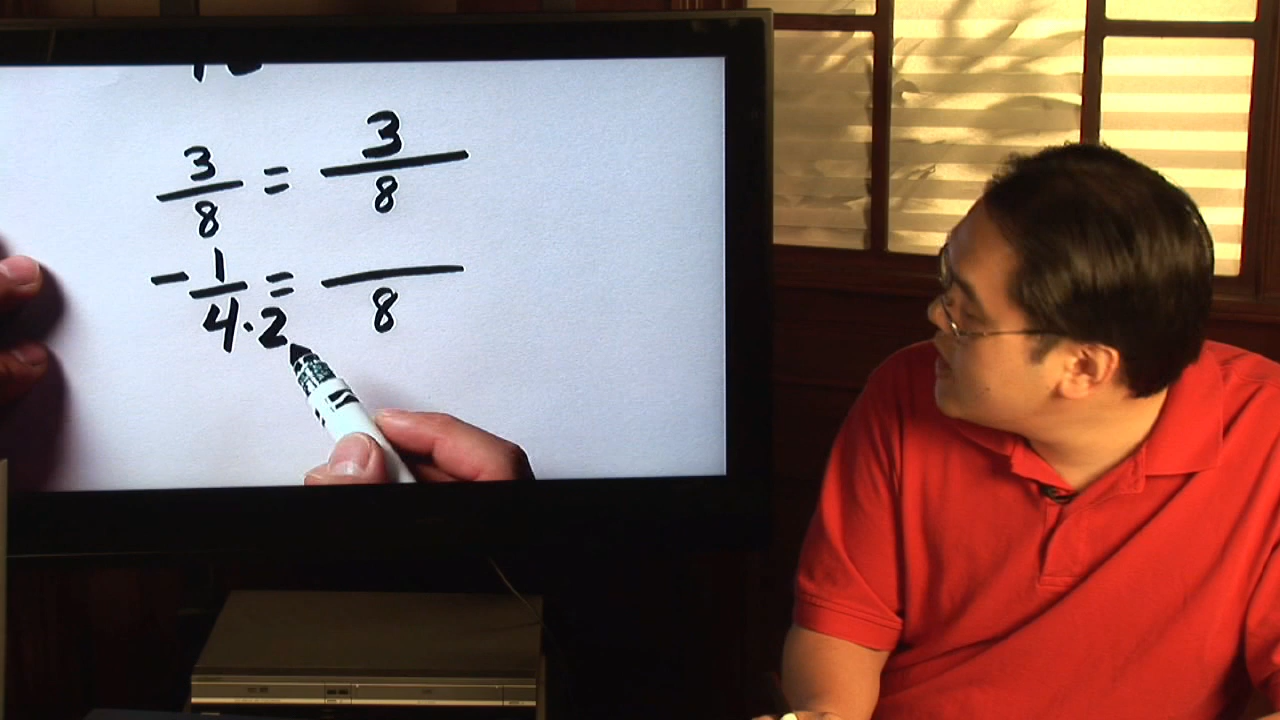 3/8 = 3/8
- 1/4·2 = /8